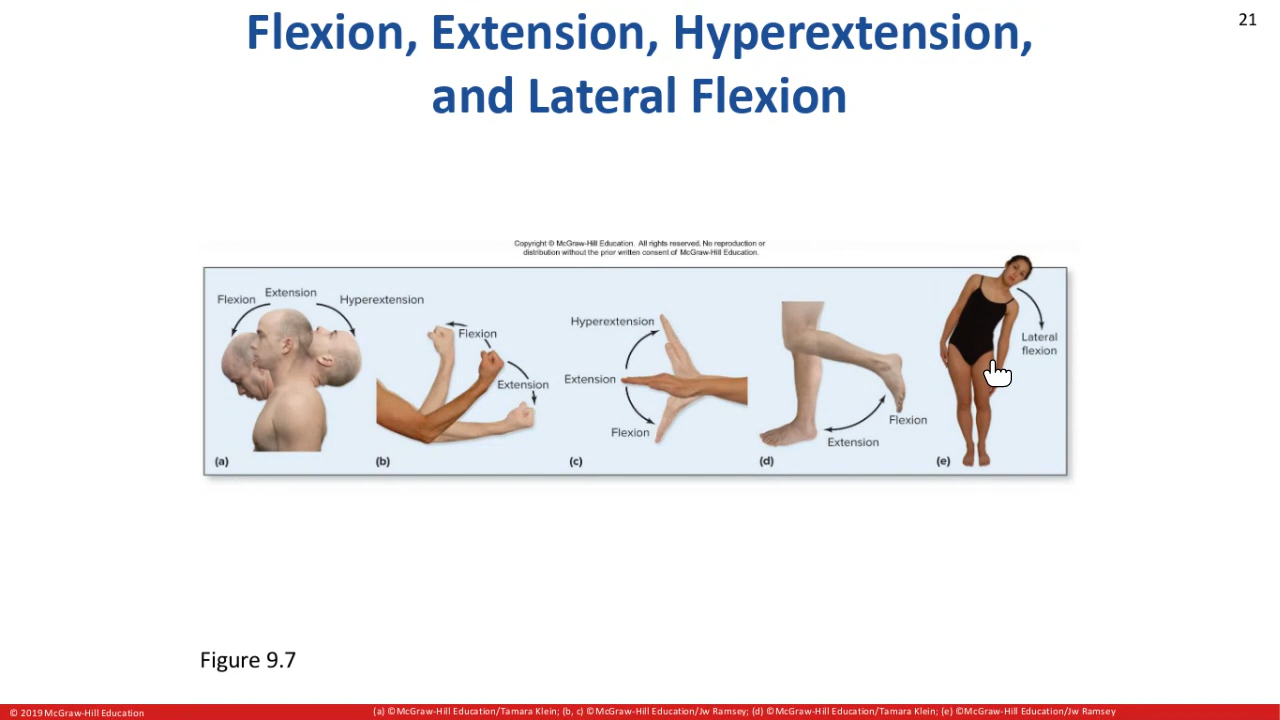 Flexion, Extension, Hyperextension,
and Lateral Flexion
21
Copyright © McGraw-Hill Education. All rights reserved. No reproduction or
distribution without the prior written consent of McGraw-Hill Education.
Flexion
Extension
Hyperextension
(a)
Flexion
Extension
(b)
Hyperextension
Extension
Flexion
(c)
Flexion
Extension
(d)
Lateral
flexion
(e)
Figure 9.7
© 2019 McGraw-Hill Education
(a) ©McGraw-Hill Education/Tamara Klein; (b, c) ©McGraw-Hill Education/Jw Ramsey; (d) ©McGraw-Hill Education/Tamara Klein; (e) ©McGraw-Hill Education/Jw Ramsey